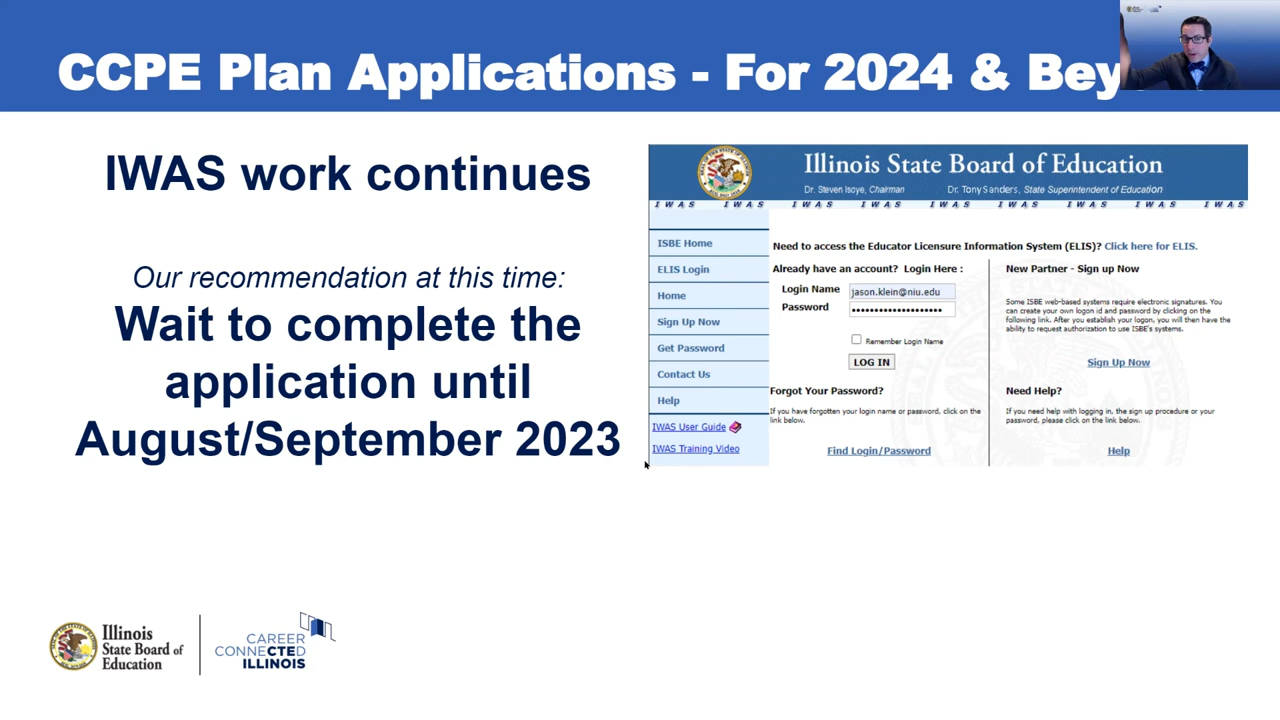 CCPE Plan Applications - For 2024 & Bey
IWAS work continues
Our recommendation at this time:
Wait to complete the
application until
August/September 2023
Illinois State Board of Education
Dr. Steven Isoye, Chairman Dr. Tony Sanders, State Superintendent of Education
IWAS IWAS IWAS IWAS IWAS IWAS IWAS IWAS IWAS
ISBE Home
ELIS Login
Home
Sign Up Now
Get Password
Contact Us
Help
IWAS User Guide
IWAS Training Video
Need to access the Educator Licensure Information System (ELIS)? Click here for ELIS.
Already have an account? Login Here :
Login Name jason.klein@niu.edu
Password ••••••••••••••••••••
Remember Login Name
LOG IN
Forgot Your Password?
If you have forgotten your login name or password, click on the
link below.
Find Login/Password
New Partner - Sign up Now
Some ISBE web-based systems require electronic signatures. You
can create your own logon id and password by clicking on the
following link. After you establish your logon, you will then have the
ability to request authorization to use ISBE's systems.
Sign Up Now
Need Help?
If you need help with logging in, the sign up procedure or your
password, please click on the link below.
Help
Illinois
State Board of
Education
CAREER
CONNECTED
ILLINOIS